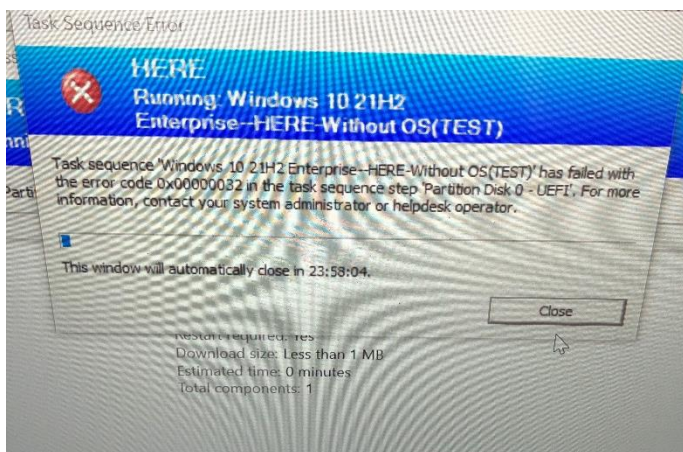 Task Sequence Error
HERE
Running: Windows 10 21H2
Enterprise--HERE-Without OS(TEST)
Task sequence 'Windows 10 21H2 Enterprise--HERE-Without OS(TEST)' has failed with
the error code 0x00000032 in the task sequence step 'Partition Disk 0 - UEFI'. For more
information, contact your system administrator or helpdesk operator.
This window will automatically close in 23:58:04.
Close
Restart required: Yes
Download size: Less than 1 MB
Estimated time: 0 minutes
Total components: 1